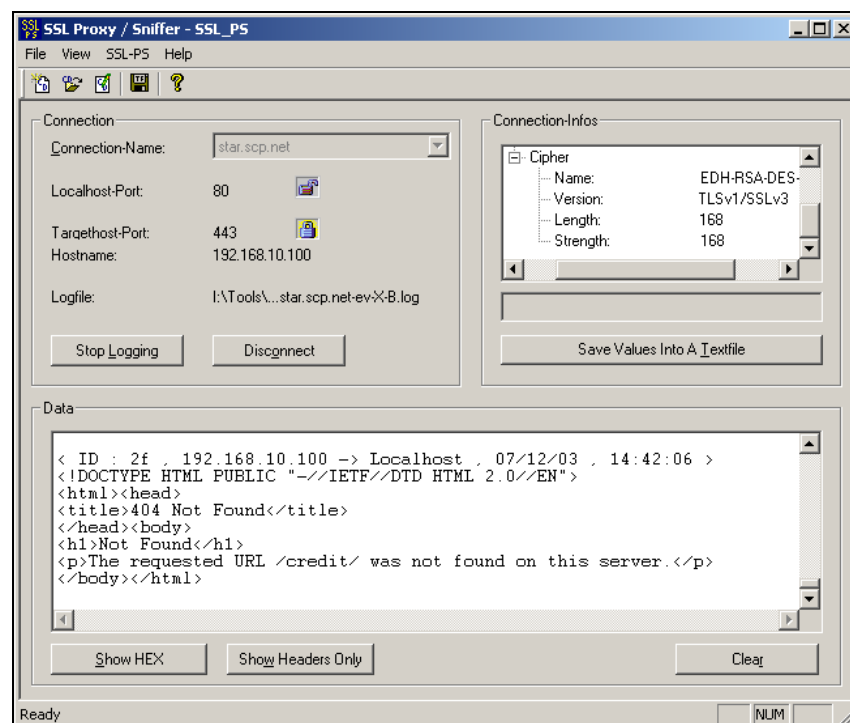 SSL Proxy / Sniffer - SSL_PS
File View SSL-PS Help
Connection
Connection-Name: star.scp.net
Localhost-Port: 80
Targethost-Port: 443
Hostname: 192.168.10.100
Logfile: I:\Tools\...star.scp.net-ev-X-B.log
Stop Logging Disconnect
Connection-Infos
Cipher
Name: EDH-RSA-DES-
Version: TLSv1/SSLv3
Length: 168
Strength: 168
Save Values Into A Textfile
Data
< ID : 2f , 192.168.10.100 -> Localhost , 07/12/03 , 14:42:06 >
<!DOCTYPE HTML PUBLIC "-//IETF//DTD HTML 2.0//EN">
<html><head>
<title>404 Not Found</title>
</head><body>
<h1>Not Found</h1>
<p>The requested URL /credit/ was not found on this server.</p>
</body></html>
Show HEX Show Headers Only Clear
Ready NUM